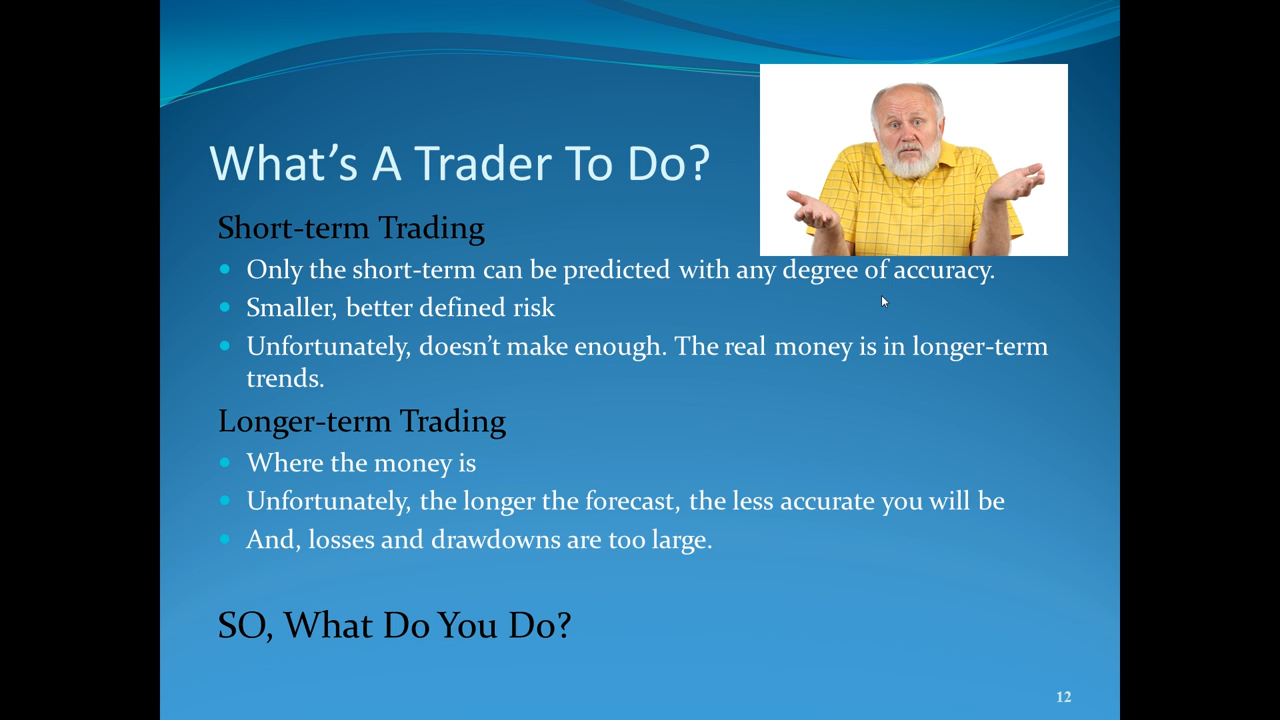 What’s A Trader To Do?
Short-term Trading
Only the short-term can be predicted with any degree of accuracy.
Smaller, better defined risk
Unfortunately, doesn’t make enough. The real money is in longer-term
trends.
Longer-term Trading
Where the money is
Unfortunately, the longer the forecast, the less accurate you will be
And, losses and drawdowns are too large.
SO, What Do You Do?
12